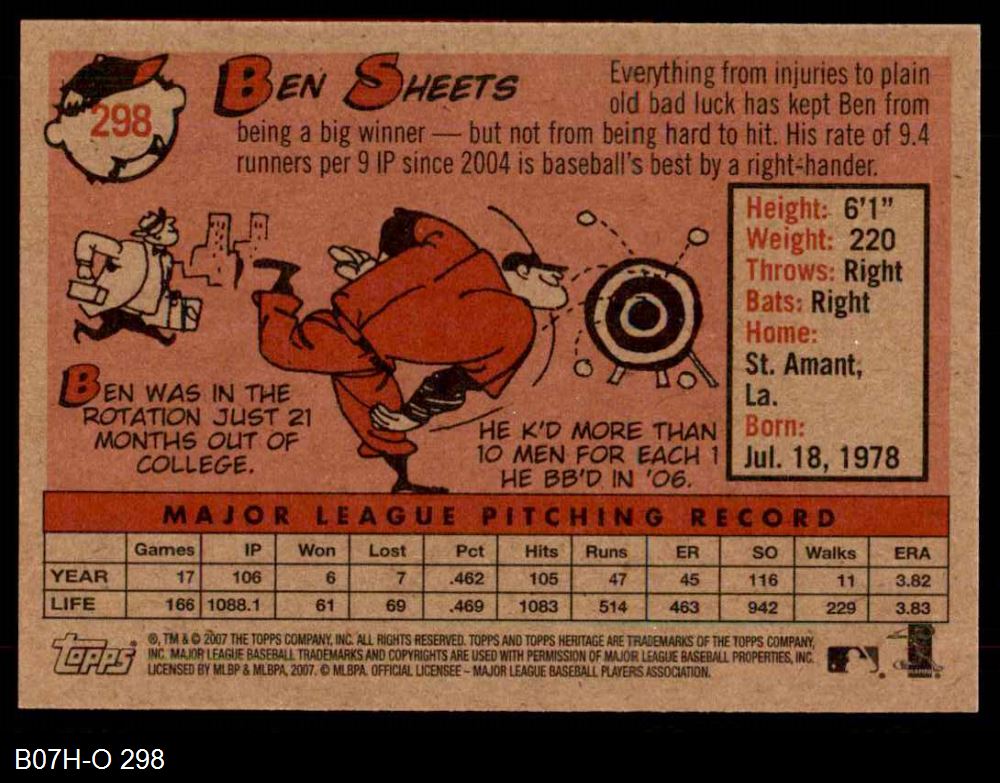 298
BEN SHEETS
Everything from injuries to plain
old bad luck has kept Ben from
being a big winner — but not from being hard to hit. His rate of 9.4
runners per 9 IP since 2004 is baseball's best by a right-hander.
BEN WAS IN THE
ROTATION JUST 21
MONTHS OUT OF
COLLEGE.
HE K'D MORE THAN
10 MEN FOR EACH 1
HE BB'D IN '06.
Height: 6'1"
Weight: 220
Throws: Right
Bats: Right
Home:
St. Amant,
La.
Born:
Jul. 18, 1978
MAJOR LEAGUE PITCHING RECORD
Games IP Won Lost Pct Hits Runs ER SO Walks ERA
YEAR 17 106 6 7 .462 105 47 45 116 11 3.82
LIFE 166 1088.1 61 69 .469 1083 514 463 942 229 3.83
TOPPS
®, TM & © 2007 THE TOPPS COMPANY, INC. ALL RIGHTS RESERVED. TOPPS AND TOPPS HERITAGE ARE TRADEMARKS OF THE TOPPS COMPANY,
INC. MAJOR LEAGUE BASEBALL TRADEMARKS AND COPYRIGHTS ARE USED WITH PERMISSION OF MAJOR LEAGUE BASEBALL PROPERTIES, INC.
LICENSED BY MLBP & MLBPA, 2007. © MLBPA. OFFICIAL LICENSEE – MAJOR LEAGUE BASEBALL PLAYERS ASSOCIATION.
B07H-O 298